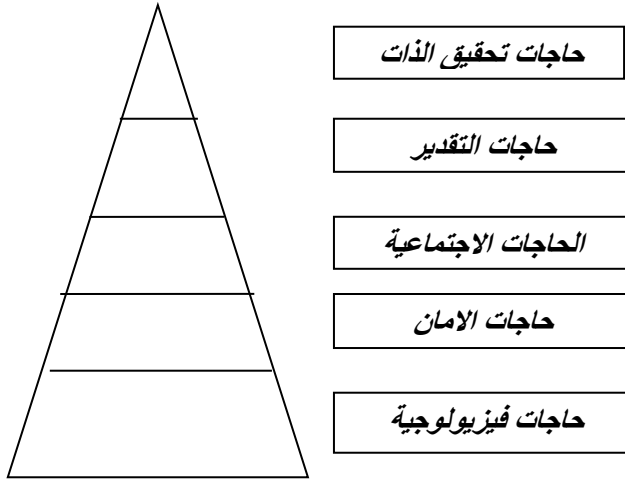 حاجات تحقيق الذات
حاجات التقدير
الحاجات الاجتماعية
حاجات الامان
حاجات فيزيولوجية